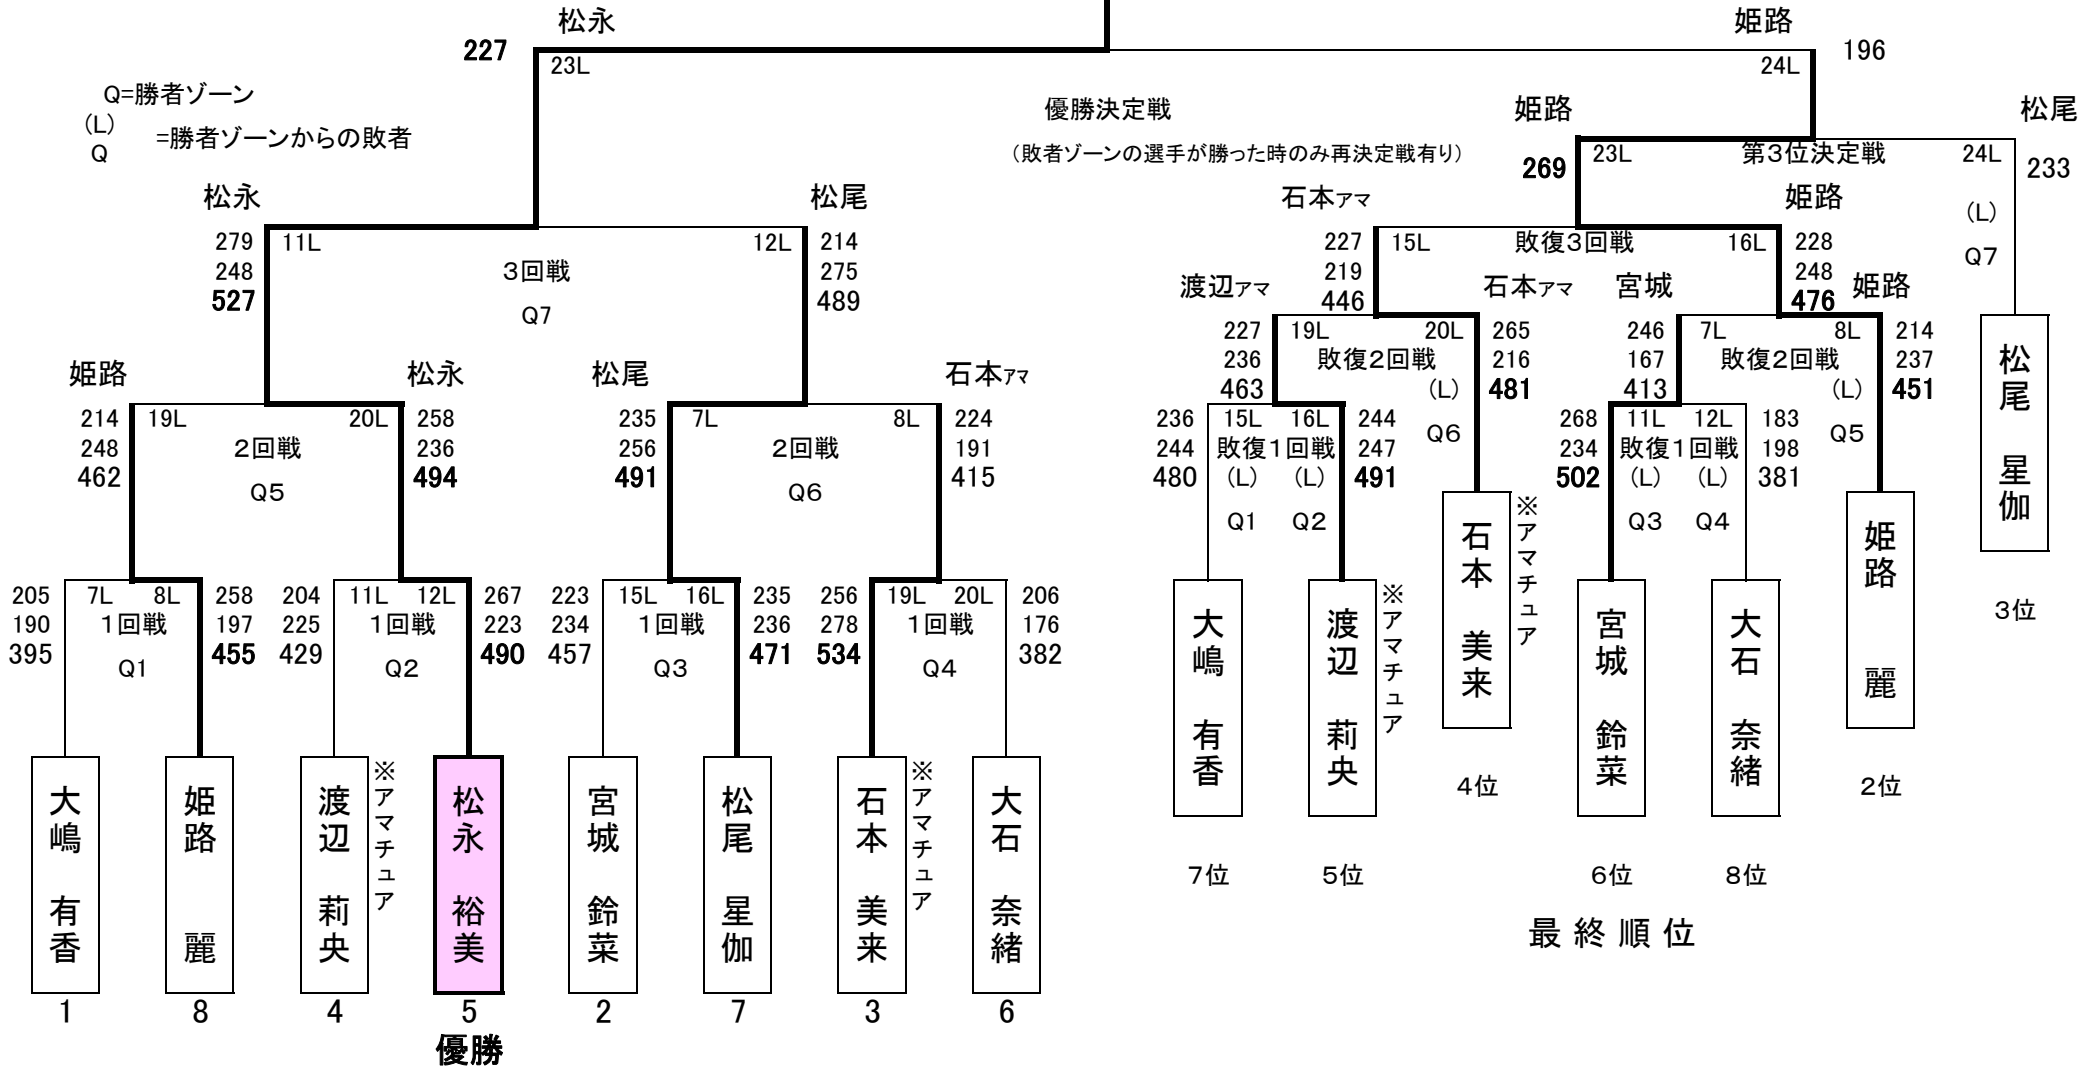 松永
姫路
227
23L
24L
196
Q=勝者ゾーン
(L)
Q
=勝者ゾーンからの敗者
優勝決定戦
(敗者ゾーンの選手が勝った時のみ再決定戦有り)
姫路
松尾
269
23L
第3位決定戦
24L
233
(L)
Q7
松永
松尾
279
248
527
11L
12L
3回戦
Q7
214
275
489
石本アマ
姫路
227
219
446
15L
敗復3回戦
16L
228
248
476
姫路
214
248
462
19L
2回戦
20L
Q5
松永
258
236
494
松尾
235
256
491
7L
2回戦
8L
Q6
石本アマ
224
191
415
渡辺アマ
227
236
463
19L
20L
敗復2回戦
(L)
Q6
石本アマ
265
216
481
宮城
246
167
413
7L
8L
敗復2回戦
(L)
Q5
姫路
214
237
451
236
244
480
15L 16L
敗復1回戦
(L) (L)
Q1 Q2
244
247
491
268
234
502
11L 12L
敗復1回戦
(L) (L)
Q3 Q4
183
198
381
205
190
395
7L 8L
1回戦
Q1
258
197
455
204
225
429
11L 12L
1回戦
Q2
267
223
490
223
234
457
15L 16L
1回戦
Q3
235
236
471
256
278
534
19L 20L
1回戦
Q4
206
176
382
大嶋 有香
1
姫路 麗
8
渡辺 莉央
※アマチュア
4
松永 裕美
5
優勝
宮城 鈴菜
2
松尾 星伽
7
石本 美来
※アマチュア
3
大石 奈緒
6
大嶋 有香
7位
渡辺 莉央
※アマチュア
5位
石本 美来
※アマチュア
4位
宮城 鈴菜
6位
大石 奈緒
8位
姫路 麗
2位
松尾 星伽
3位
最終順位